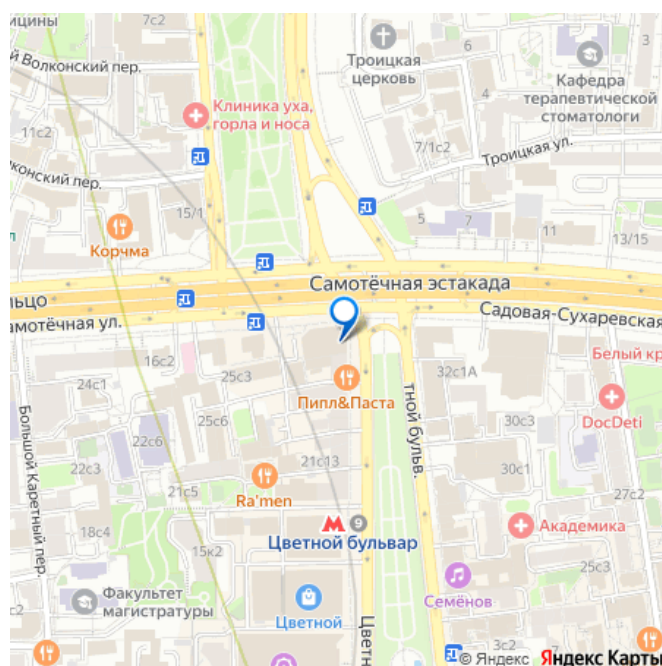 ицины
7с2
й Волконский пер.
Троицкая
церковь
6
4
Кафедра
терапевтической
стоматологи
Клиника уха,
горла и носа
11с2
7/1с2
Троицкая ул.
лконский пер.
15/1
5
7
Корчма
11
13/15
Самотёчная эстакада
льцо
амотёчная ул.
Садовая-Сухаревская
16с2
Белый кр
24с1
25с3
32с1А
Пипл&Паста
DocDeti
25с6
30с3
тной бульв.
Большой Каретный пер.
22с6
22с3
21с13
30с1
21с5
Ra'men
27с2
18с4
9
Академика
15к2
Цветной бульвар
25с3
Факультет
магистратуры
Семёнов
Цветной
Цветн
3с2
7с1
© Яндекс Яндекс Карты